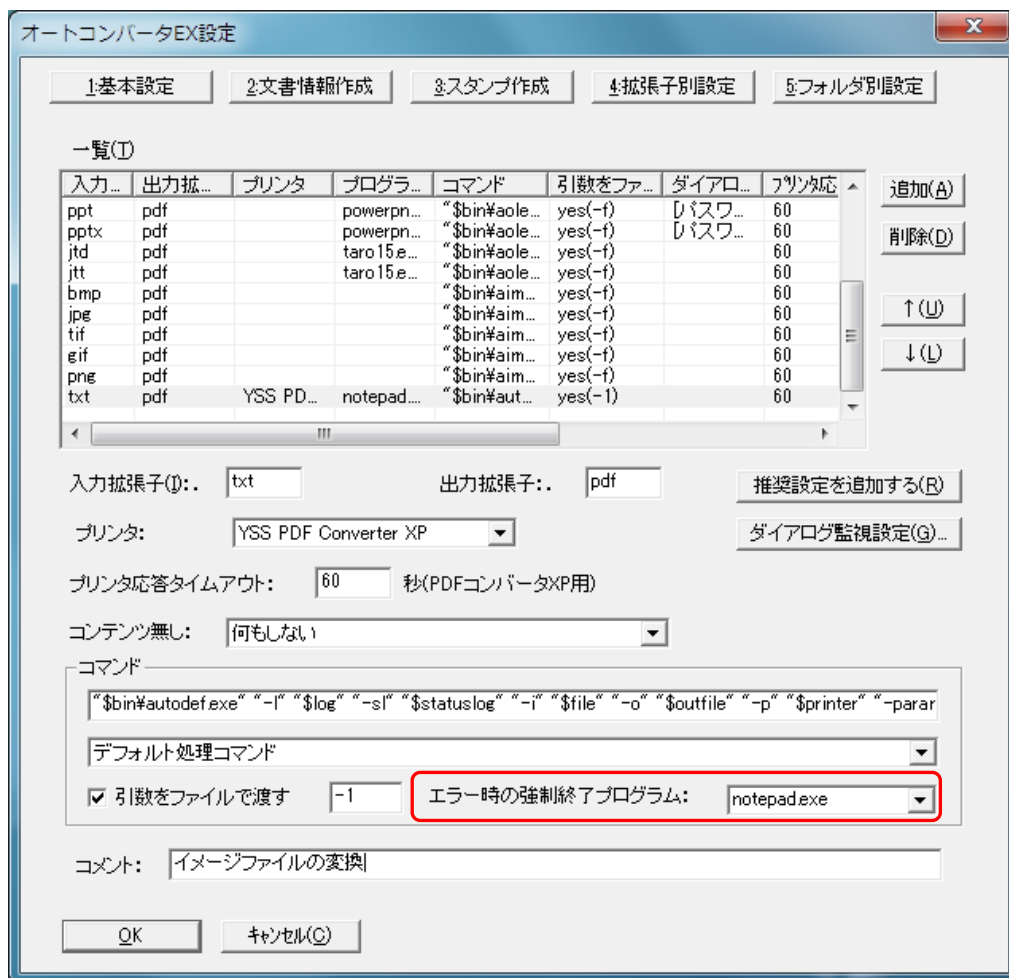 オートコンバータEX設定
1:基本設定 2:文書情報作成 3:スタンプ作成 4:拡張子別設定 5:フォルダ別設定
一覧(T)
入力... 出力拡... プリンタ プログラ... コマンド 引数をファ... ダイアロ... プリンタ応 追加(A)
ppt pdf powerpn... "$bin¥aole... yes(-f) [パスワ... 60
pptx pdf powerpn... "$bin¥aole... yes(-f) [パスワ... 60
削除(D)
jtd pdf taro15.e... "$bin¥aole... yes(-f) 60
jtt pdf taro15.e... "$bin¥aole... yes(-f) 60
bmp pdf "$bin¥aim... yes(-f) 60
jpg pdf "$bin¥aim... yes(-f) 60
↑(U)
tif pdf "$bin¥aim... yes(-f) 60
gif pdf "$bin¥aim... yes(-f) 60
↓(L)
png pdf "$bin¥aim... yes(-f) 60
txt pdf YSS PD... notepad.... "$bin¥aut... yes(-1) 60
入力拡張子(I):. txt 出力拡張子:. pdf 推奨設定を追加する(R)
プリンタ: YSS PDF Converter XP ダイアログ監視設定(G)...
プリンタ応答タイムアウト: 60 秒(PDFコンバータXP用)
コンテンツ無し: 何もしない
コマンド
"$bin¥autodef.exe" "-l" "$log" "-sl" "$statuslog" "-i" "$file" "-o" "$outfile" "-p" "$printer" "-parar
デフォルト処理コマンド
引数をファイルで渡す -1 エラー時の強制終了プログラム: notepad.exe
コメント: イメージファイルの変換
OK キャンセル(C)